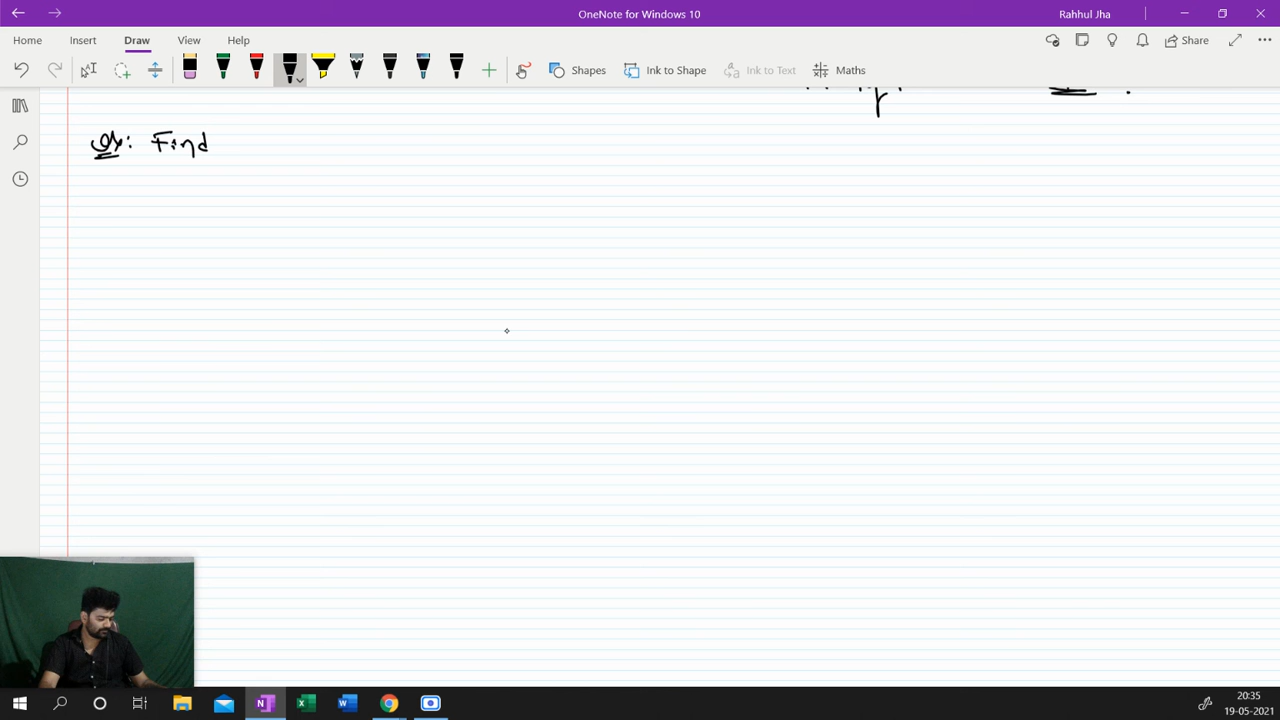 OneNote for Windows 10
Rahhul Jha
Home Insert Draw View Help
Share
Shapes Ink to Shape Ink to Text Maths
Ex: Find
20:35
19-05-2021